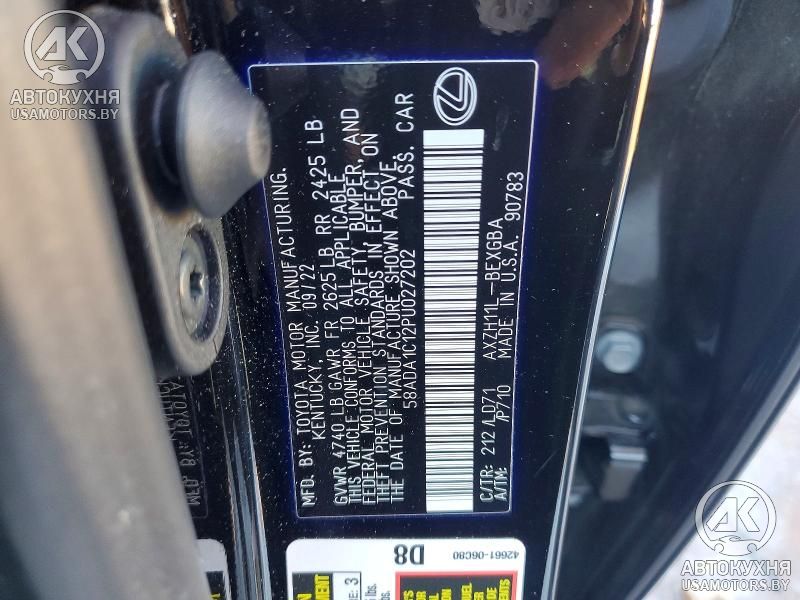 АК
АВТОКУХНЯ
USAMOTORS.BY
MFD. BY: TOYOTA MOTOR MANUFACTURING,
KENTUCKY, INC. 09/22
GVWR 4740 LB GAWR FR 2625 LB RR 2425 LB
THIS VEHICLE CONFORMS TO ALL APPLICABLE
FEDERAL MOTOR VEHICLE SAFETY, BUMPER, AND
THEFT PREVENTION STANDARDS IN EFFECT ON
THE DATE OF MANUFACTURE SHOWN ABOVE.
58ADA1C12PU027202 PASS. CAR
C/TR: 212 /LD71 AXZH11L-BEXGBA
A/TM: /P710 MADE IN U.S.A. 90783
D8
42661-06C80
АК
АВТОКУХНЯ
USAMOTORS.BY